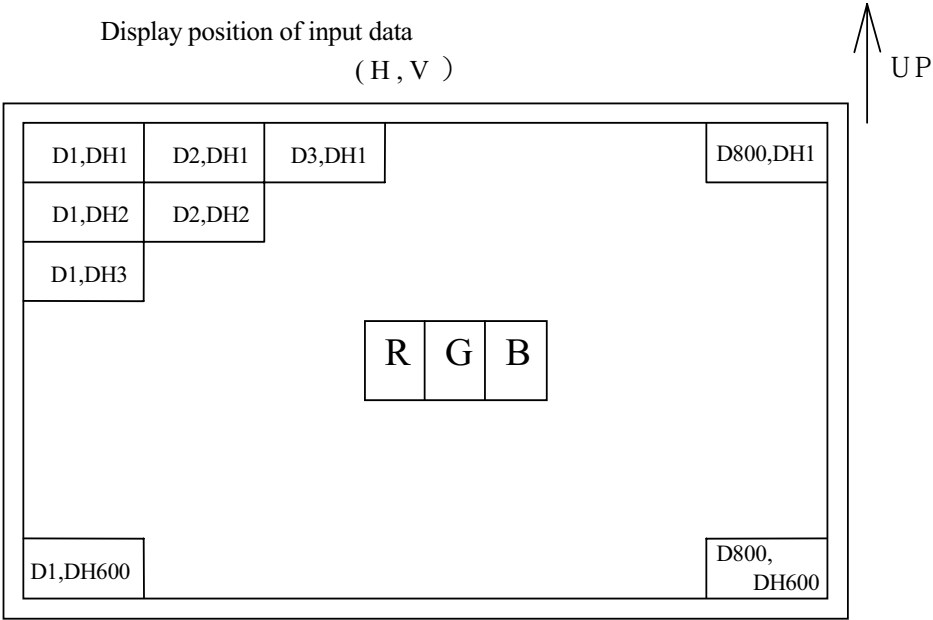 Display position of input data
( H , V ）
UP
D1,DH1 D2,DH1 D3,DH1 D800,DH1
D1,DH2 D2,DH2
D1,DH3
R G B
D1,DH600 D800,
DH600